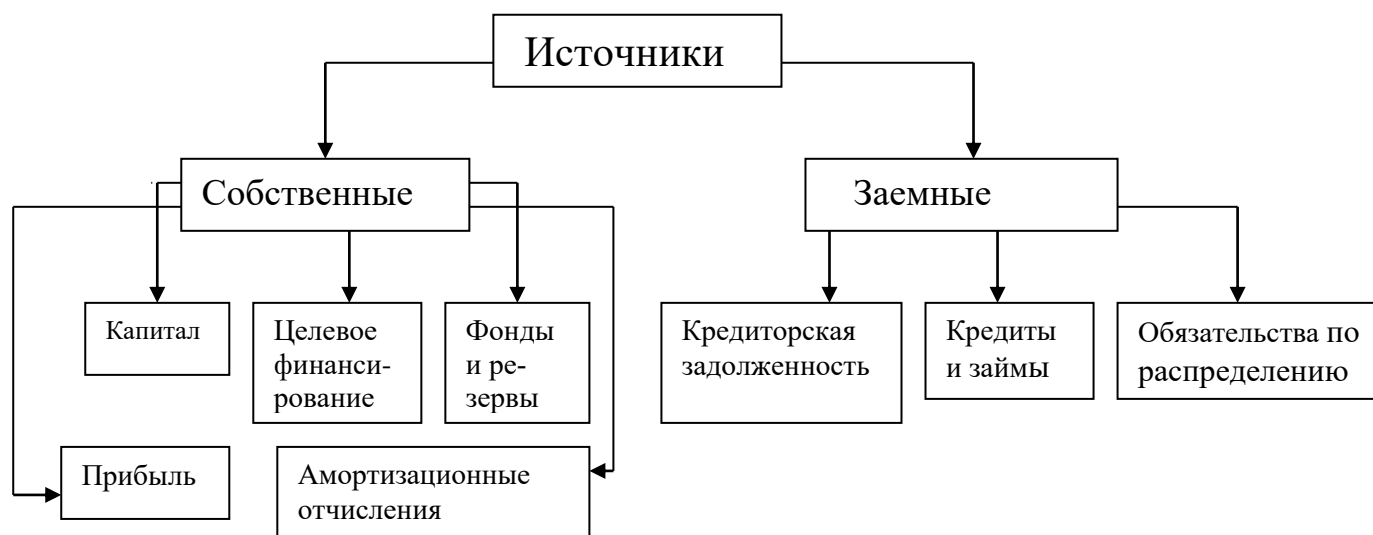 Источники
Собственные
Заемные
Капитал
Целевое
финанси-
рование
Фонды
и ре-
зервы
Кредиторская
задолженность
Кредиты
и займы
Обязательства по
распределению
Прибыль
Амортизационные
отчисления